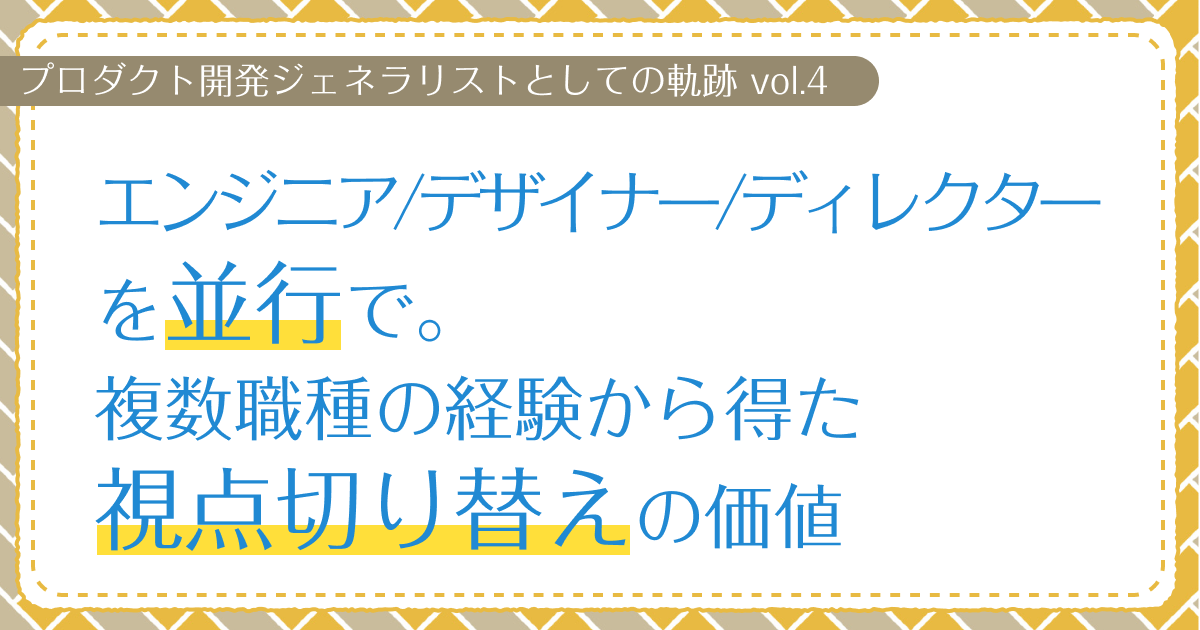 プロダクト開発ジェネラリストとしての軌跡 vol.4
エンジニア/デザイナー/ディレクター
を並行で。
複数職種の経験から得た
視点切り替えの価値